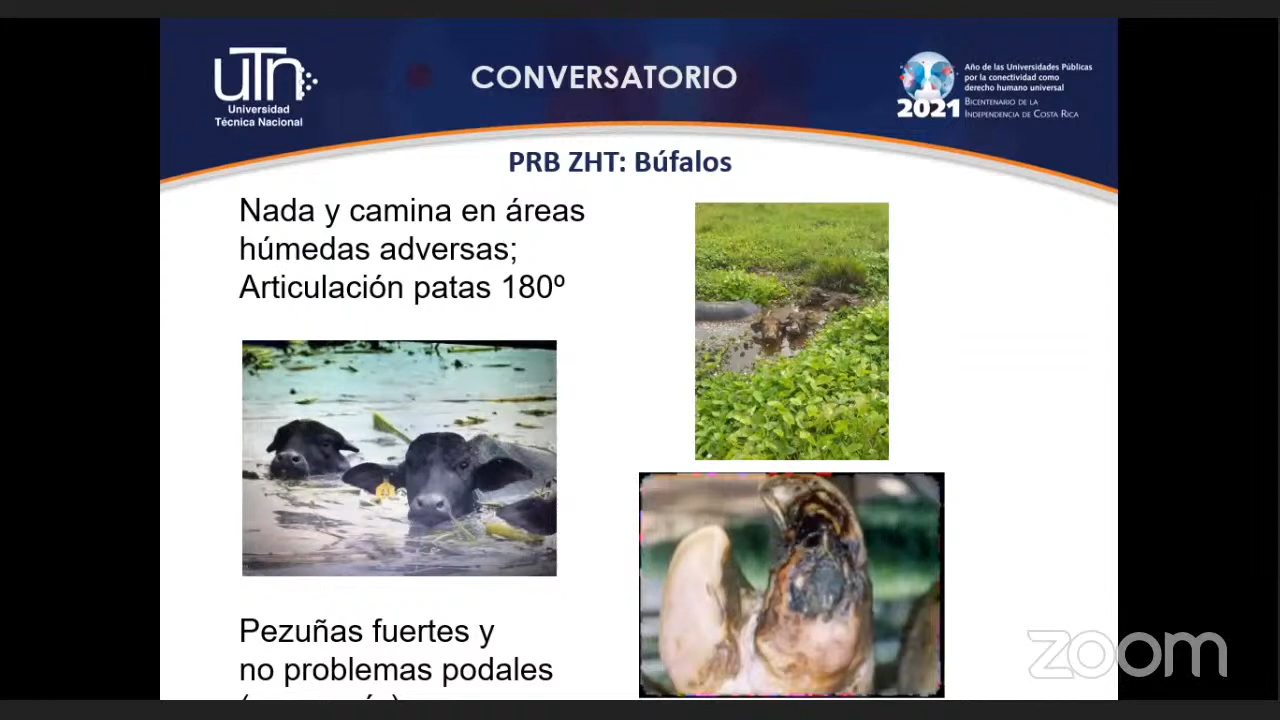 utn
Universidad
Técnica Nacional
CONVERSATORIO
2021
Año de las Universidades Públicas
por la conectividad como
derecho humano universal
BICENTENARIO DE LA
INDEPENDENCIA DE COSTA RICA
PRB ZHT: Búfalos
Nada y camina en áreas
húmedas adversas;
Articulación patas 180º
Pezuñas fuertes y
no problemas podales
zoom